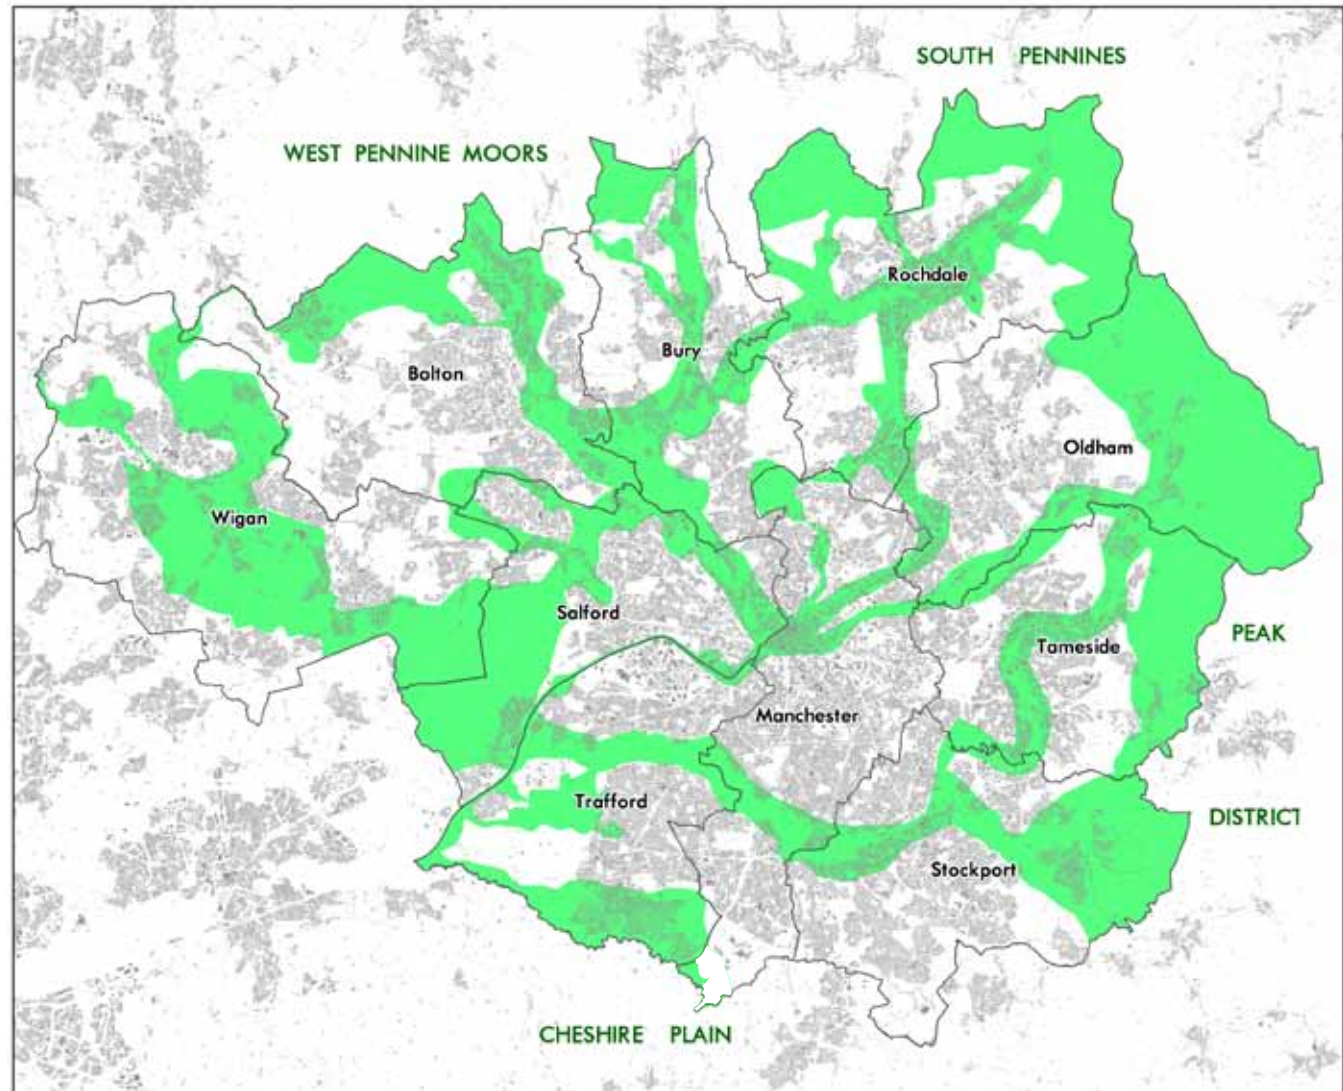 SOUTH PENNINES
WEST PENNINE MOORS
Rochdale
Bury
Bolton
Oldham
Wigan
Salford
PEAK
Tameside
Manchester
Trafford
DISTRICT
Stockport
CHESHIRE PLAIN